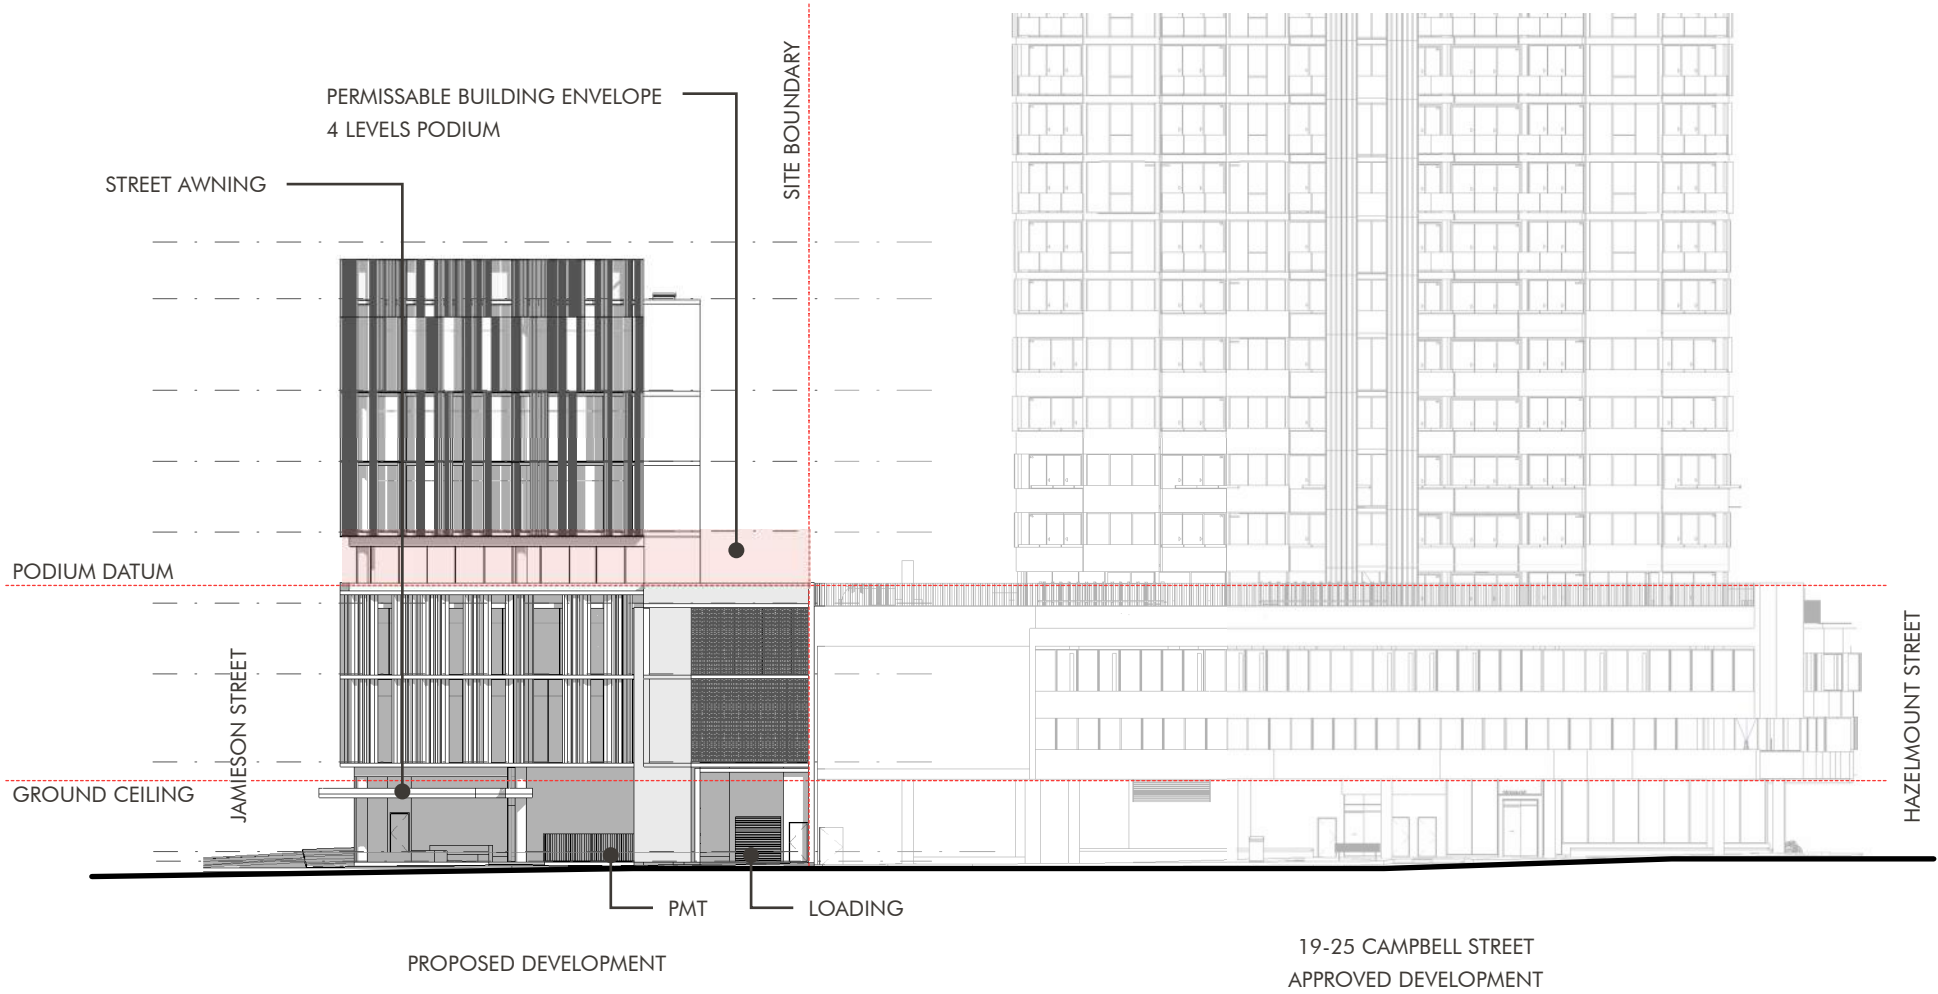 PERMISSABLE BUILDING ENVELOPE
4 LEVELS PODIUM
SITE BOUNDARY
STREET AWNING
PODIUM DATUM
JAMIESON STREET
GROUND CEILING
HAZELMOUNT STREET
PMT
LOADING
PROPOSED DEVELOPMENT
19-25 CAMPBELL STREET
APPROVED DEVELOPMENT